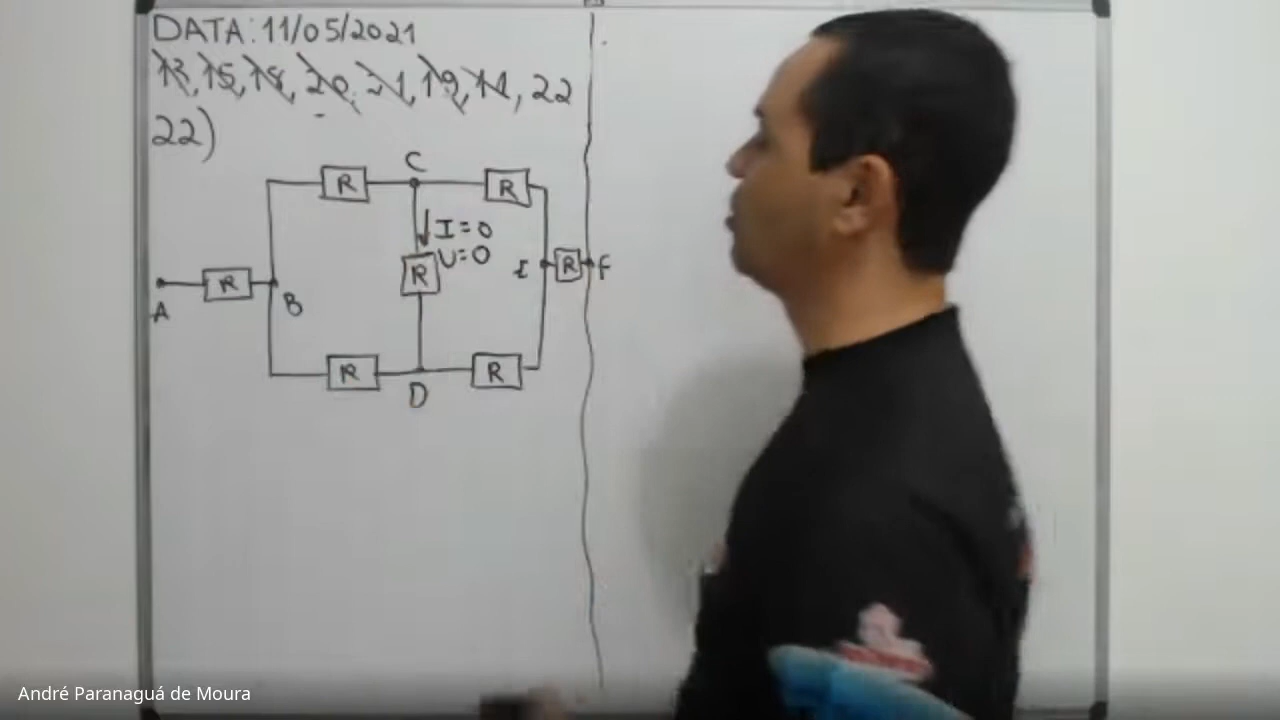 DATA: 11/05/2021
13, 15, 18, 20, 21, 19, 11, 22
22)
C
R R
I=0
U=0
R
E R F
R
B
A
R R
D
André Paranaguá de Moura